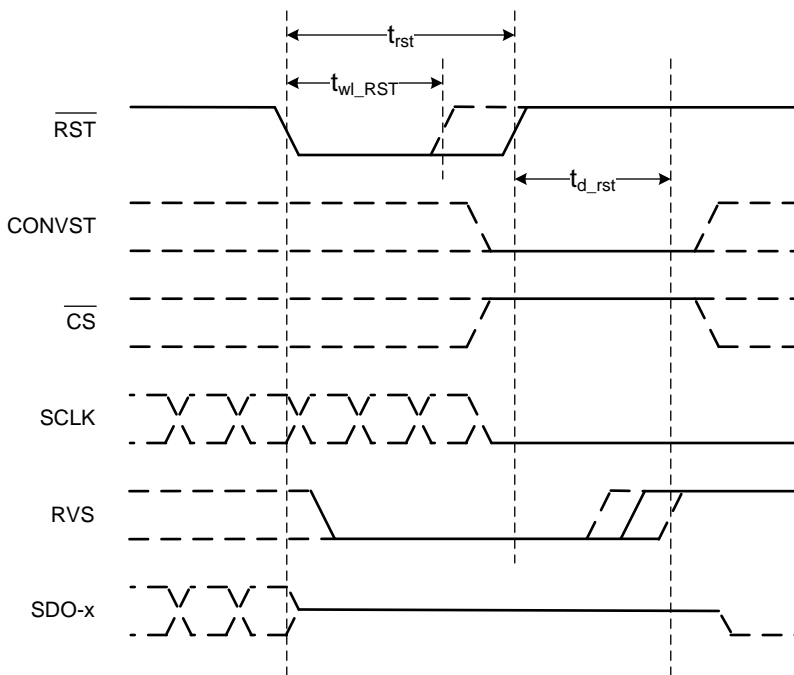 t_rst
t_wl_RST
RST
t_d_rst
CONVST
CS
SCLK
RVS
SDO-x